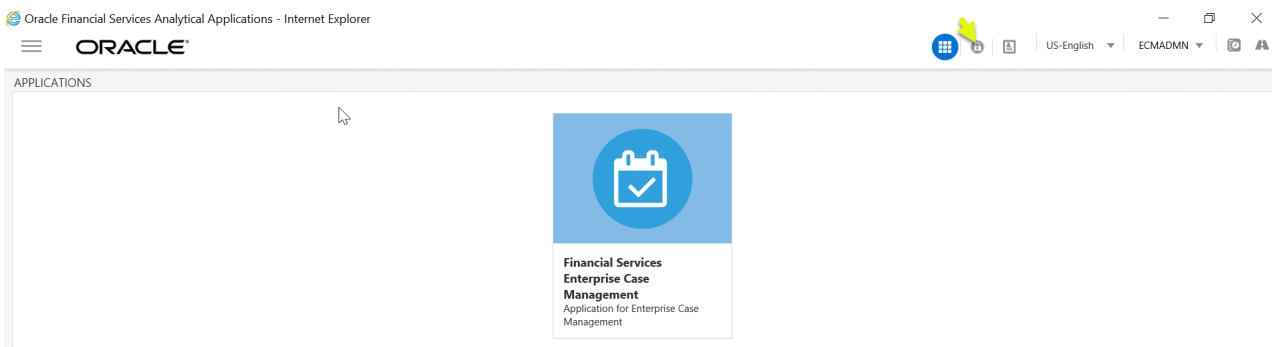 Oracle Financial Services Analytical Applications - Internet Explorer
ORACLE®
US-English
ECMADMN
APPLICATIONS
Financial Services
Enterprise Case
Management
Application for Enterprise Case
Management